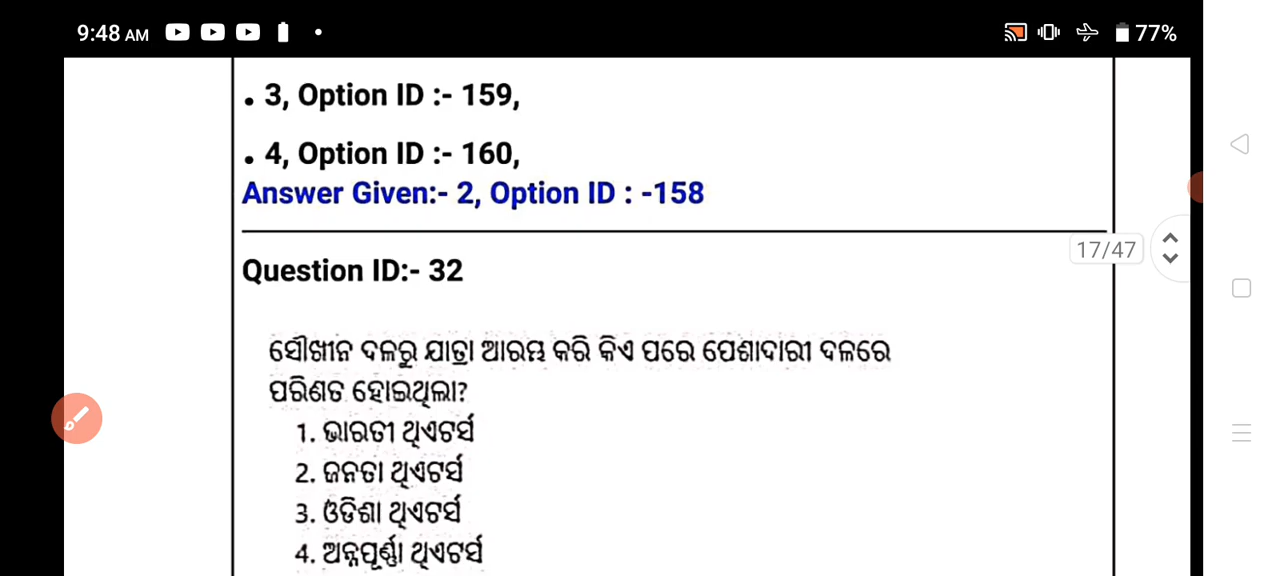 9:48 AM
77%
. 3, Option ID :- 159,
. 4, Option ID :- 160,
Answer Given:- 2, Option ID : -158
17/47
Question ID:- 32
ସୌଖୀନ ଦଳରୁ ଯାତ୍ରା ଆରମ୍ଭ କରି କିଏ ପରେ ପେଶାଦାରୀ ଦଳରେ
ପରିଣତ ହୋଇଥିଲା?
1. ଭାରତୀ ଥିଏଟର୍ସ
2. ଜନତା ଥିଏଟର୍ସ
3. ଓଡିଶା ଥିଏଟର୍ସ
4. ଅନ୍ନପୂର୍ଣ୍ଣା ଥିଏଟର୍ସ